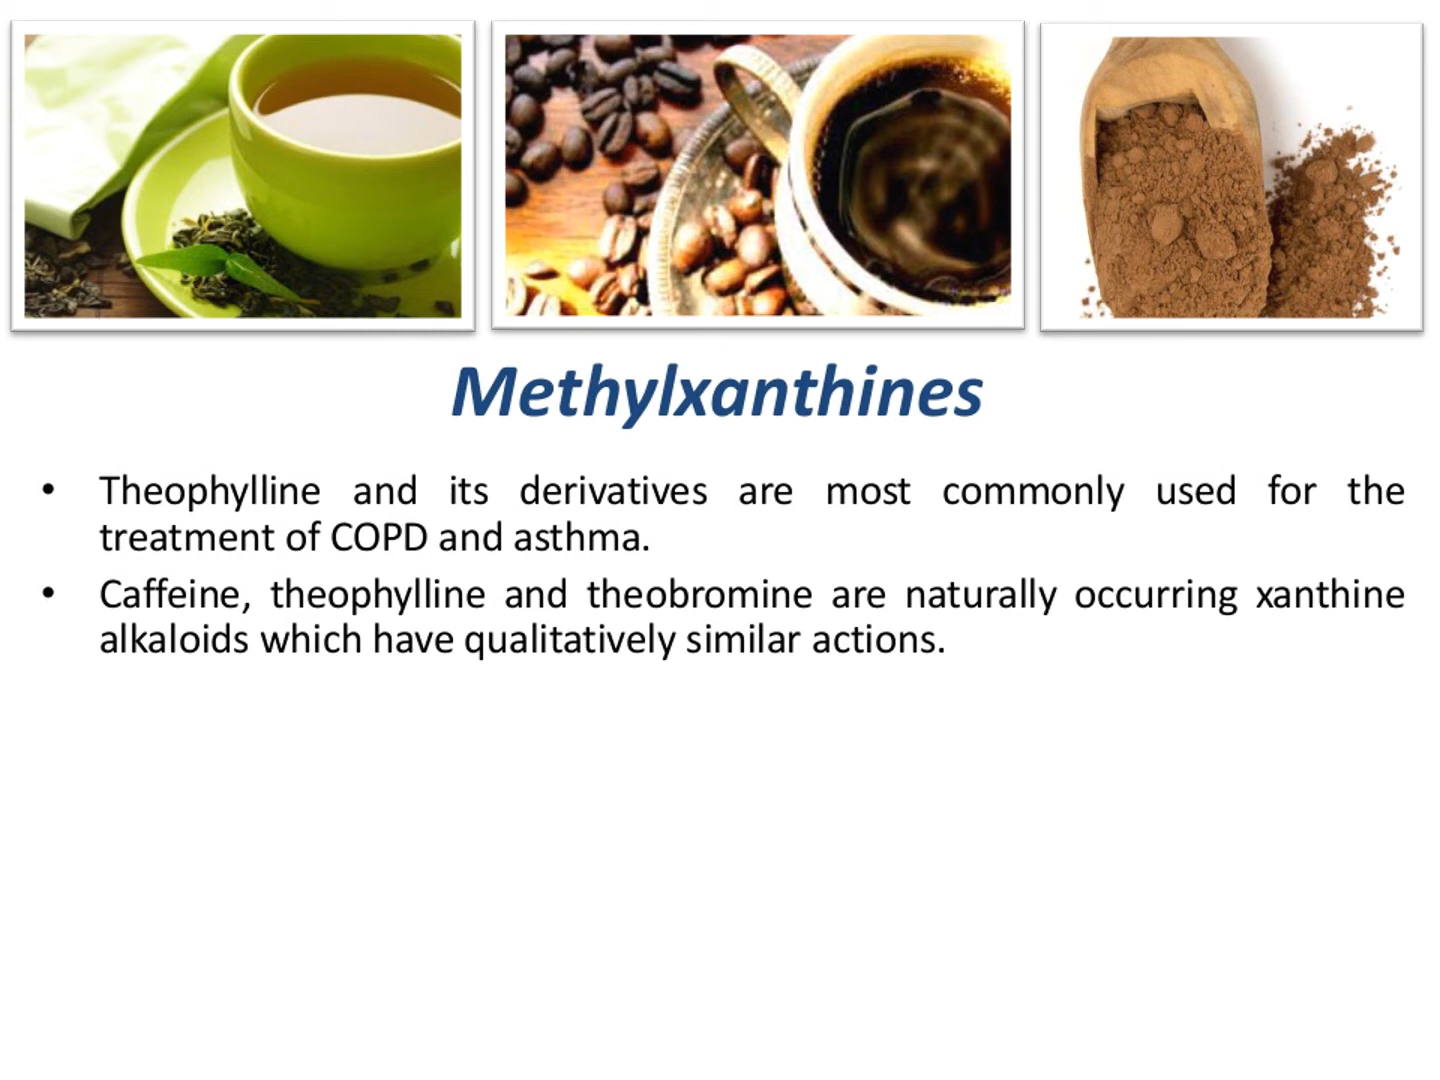 Methylxanthines
• Theophylline and its derivatives are most commonly used for the
treatment of COPD and asthma.
• Caffeine, theophylline and theobromine are naturally occurring xanthine
alkaloids which have qualitatively similar actions.